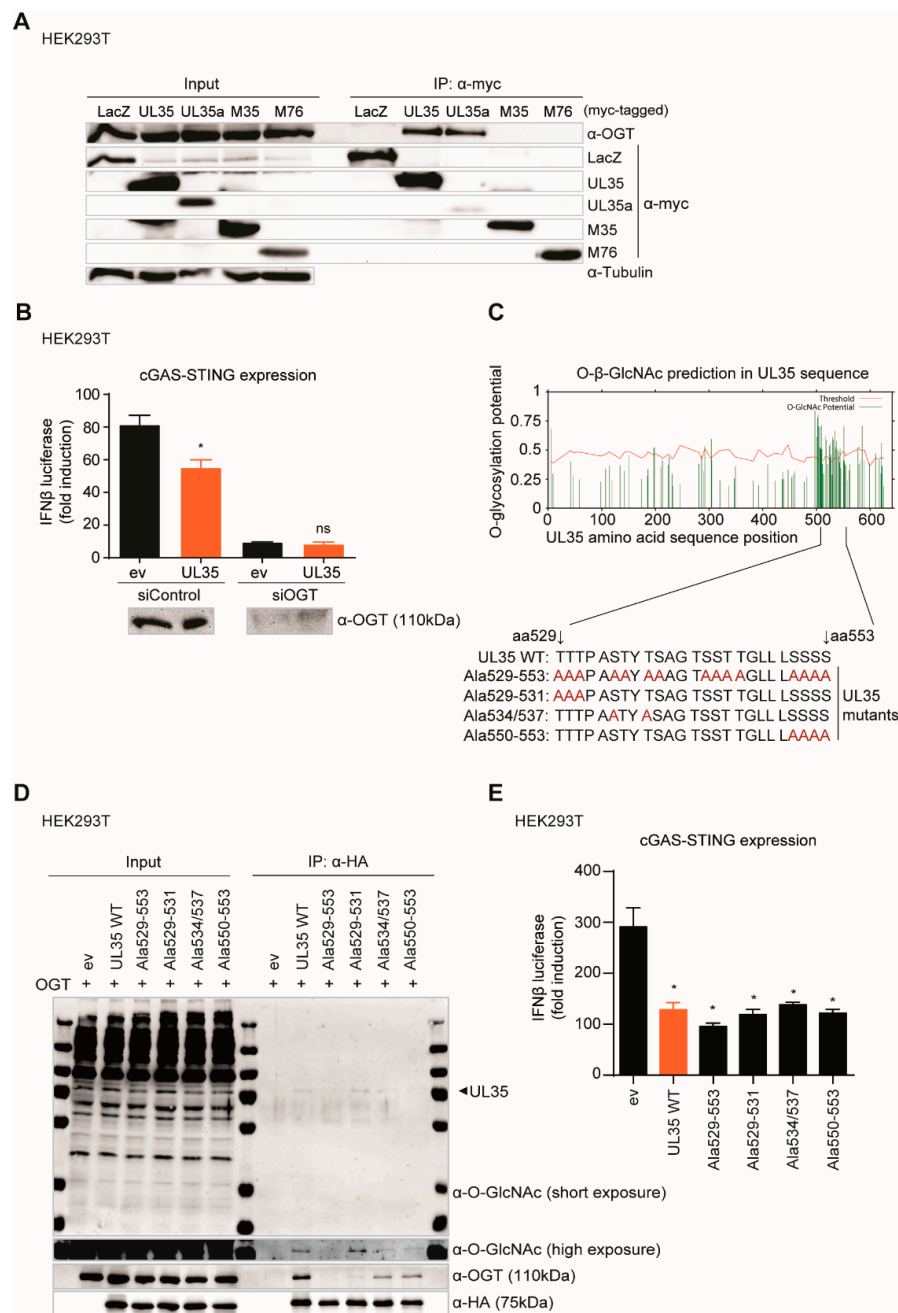 A
HEK293T
Input IP: α-myc
LacZ UL35 UL35a M35 M76 LacZ UL35 UL35a M35 M76 (myc-tagged)
α-OGT
LacZ
UL35
UL35a
α-myc
M35
M76
α-Tubulin
B
HEK293T
cGAS-STING expression
IFNβ luciferase
(fold induction)
100
80
60
40
20
0
*
ns
ev UL35 ev UL35
siControl siOGT
α-OGT (110kDa)
C
O-β-GlcNAc prediction in UL35 sequence
O-glycosylation potential
1
0.75
0.5
0.25
0
Threshold
O-GlcNAc Potential
0 100 200 300 400 500 600
UL35 amino acid sequence position
aa529↓ ↓aa553
UL35 WT: TTTP ASTY TSAG TSST TGLL LSSSS
Ala529-553: AAAP AAAY AAAG TAAA AGLL LAAAA
Ala529-531: AAAP ASTY TSAG TSST TGLL LSSSS
Ala534/537: TTTP AATY ASAG TSST TGLL LSSSS
Ala550-553: TTTP ASTY TSAG TSST TGLL LAAAA
UL35
mutants
D
HEK293T
Input IP: α-HA
ev UL35 WT Ala529-553 Ala529-531 Ala534/537 Ala550-553 ev UL35 WT Ala529-553 Ala529-531 Ala534/537 Ala550-553
OGT + + + + + + + + + + + +
◄UL35
α-O-GlcNAc (short exposure)
α-O-GlcNAc (high exposure)
α-OGT (110kDa)
α-HA (75kDa)
E
HEK293T
cGAS-STING expression
IFNβ luciferase
(fold induction)
400
300
200
100
0
* * * * *
ev UL35 WT Ala529-553 Ala529-531 Ala534/537 Ala550-553